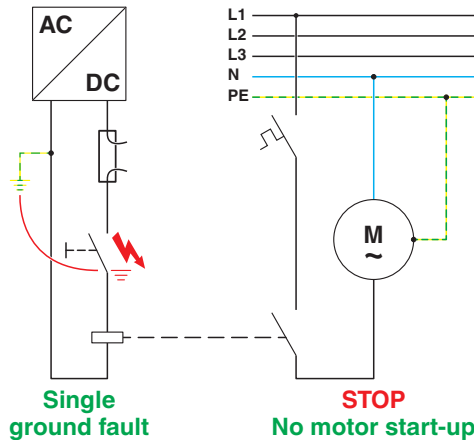 AC
DC
L1
L2
L3
N
PE
M
~
Single
ground fault
STOP
No motor start-up